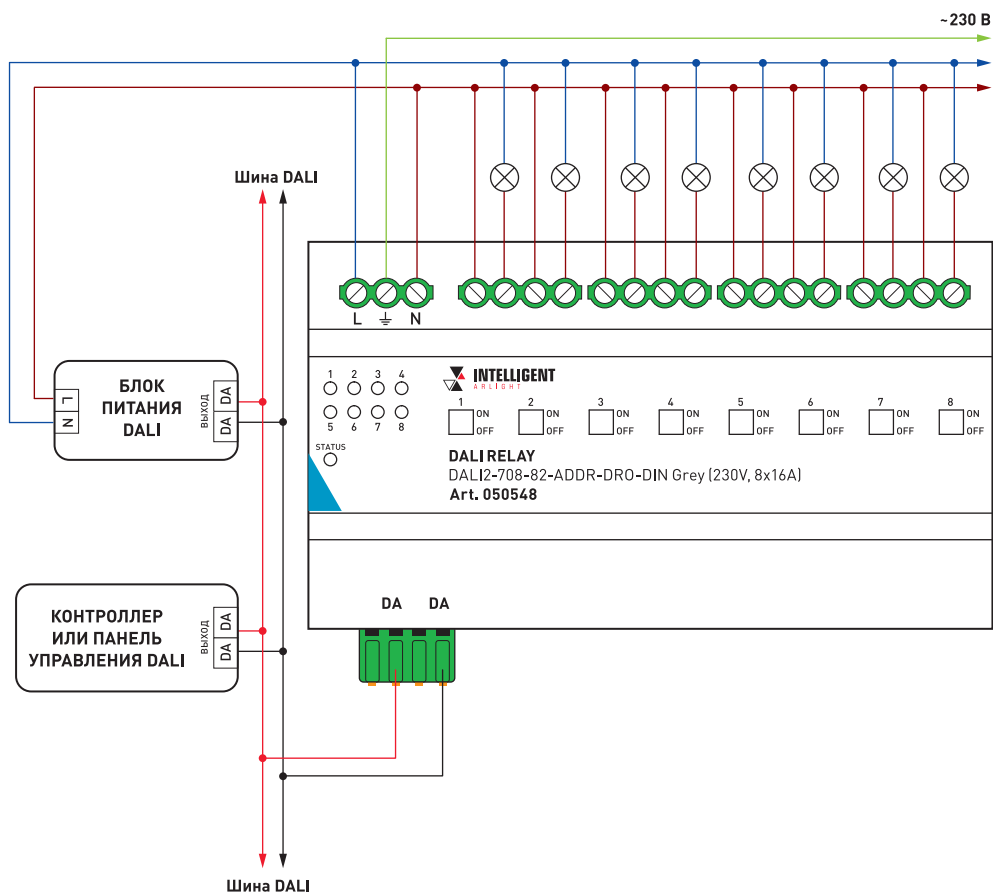 ~230 В
Шина DALI
L
N
БЛОК
ПИТАНИЯ
DALI
L
N
ВЫХОД
DA
DA
1 2 3 4
5 6 7 8
STATUS
INTELLIGENT
ARLIGHT
1 2 3 4 5 6 7 8
ON ON ON ON ON ON ON ON
OFF OFF OFF OFF OFF OFF OFF OFF
DALI RELAY
DALI2-708-82-ADDR-DRO-DIN Grey (230V, 8x16A)
Art. 050548
КОНТРОЛЛЕР
ИЛИ ПАНЕЛЬ
УПРАВЛЕНИЯ DALI
ВЫХОД
DA
DA
DA DA
Шина DALI